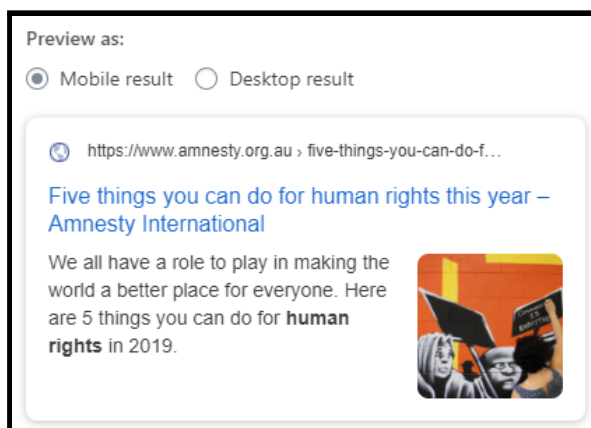 Preview as:
Mobile result Desktop result
https://www.amnesty.org.au › five-things-you-can-do-f...
Five things you can do for human rights this year –
Amnesty International
We all have a role to play in making the
world a better place for everyone. Here
are 5 things you can do for human
rights in 2019.